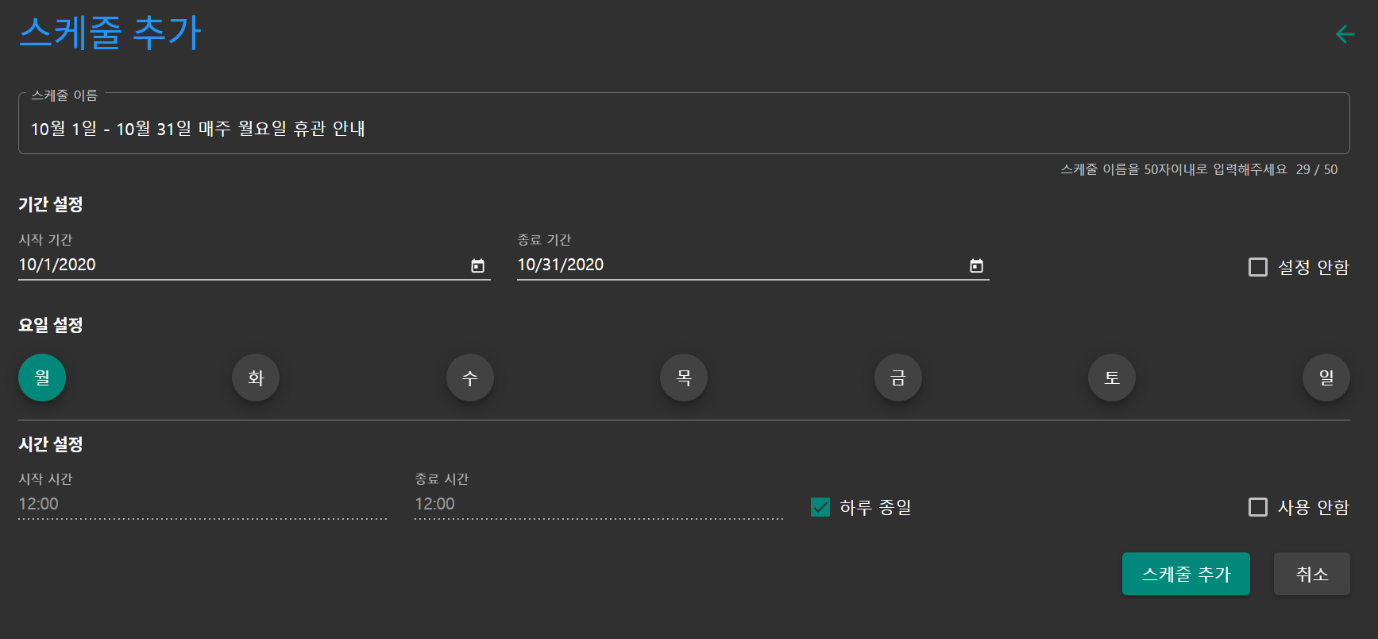 스케줄 추가
스케줄 이름
10월 1일 - 10월 31일 매주 월요일 휴관 안내
스케줄 이름을 50자이내로 입력해주세요 29 / 50
기간 설정
시작 기간 종료 기간
10/1/2020 10/31/2020 설정 안함
요일 설정
월 화 수 목 금 토 일
시간 설정
시작 시간 종료 시간
12:00 12:00 하루 종일 사용 안함
스케줄 추가 취소